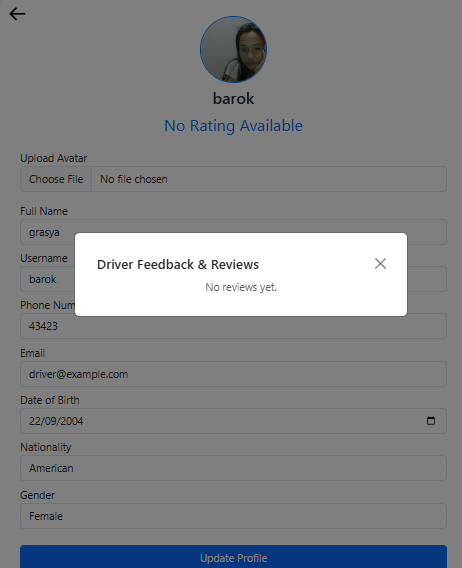 barok
No Rating Available
Upload Avatar
Choose File No file chosen
Full Name
grasya
Username
barok
Driver Feedback & Reviews
No reviews yet.
Phone Num
43423
Email
driver@example.com
Date of Birth
22/09/2004
Nationality
American
Gender
Female
Update Profile